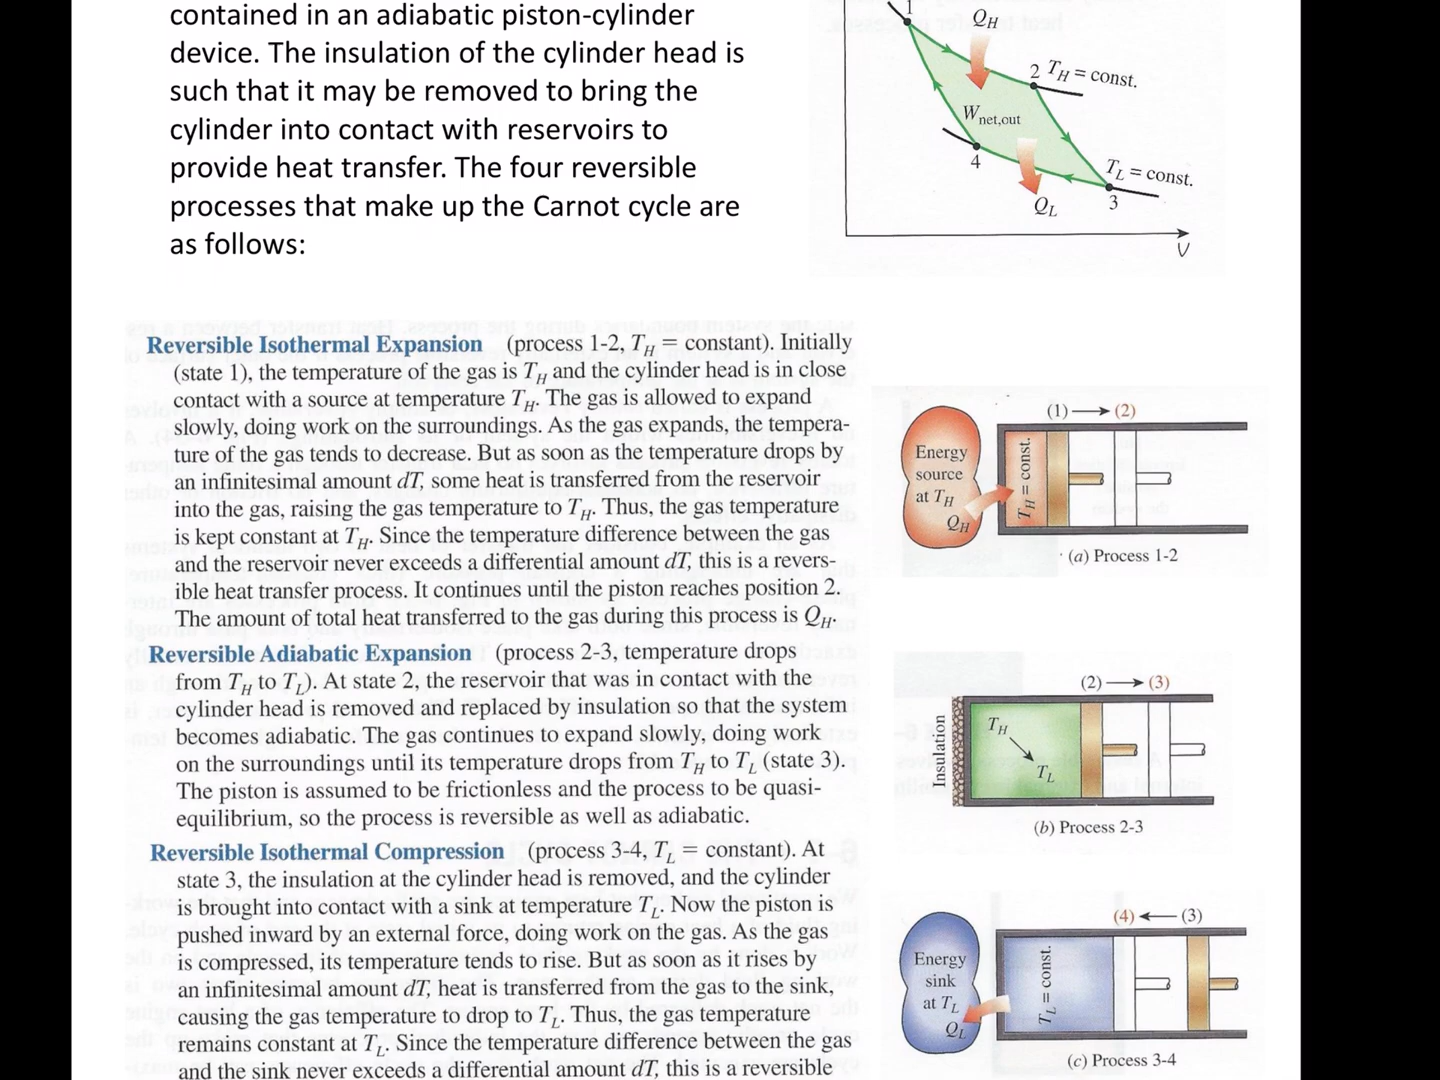 contained in an adiabatic piston-cylinder
device. The insulation of the cylinder head is
such that it may be removed to bring the
cylinder into contact with reservoirs to
provide heat transfer. The four reversible
processes that make up the Carnot cycle are
as follows:
1
Q_H
2 T_H = const.
W_net,out
4
T_L = const.
Q_L
3
V
Reversible Isothermal Expansion (process 1-2, T_H = constant). Initially
(state 1), the temperature of the gas is T_H and the cylinder head is in close
contact with a source at temperature T_H. The gas is allowed to expand
slowly, doing work on the surroundings. As the gas expands, the tempera-
ture of the gas tends to decrease. But as soon as the temperature drops by
an infinitesimal amount dT, some heat is transferred from the reservoir
into the gas, raising the gas temperature to T_H. Thus, the gas temperature
is kept constant at T_H. Since the temperature difference between the gas
and the reservoir never exceeds a differential amount dT, this is a revers-
ible heat transfer process. It continues until the piston reaches position 2.
The amount of total heat transferred to the gas during this process is Q_H.
Reversible Adiabatic Expansion (process 2-3, temperature drops
from T_H to T_L). At state 2, the reservoir that was in contact with the
cylinder head is removed and replaced by insulation so that the system
becomes adiabatic. The gas continues to expand slowly, doing work
on the surroundings until its temperature drops from T_H to T_L (state 3).
The piston is assumed to be frictionless and the process to be quasi-
equilibrium, so the process is reversible as well as adiabatic.
Reversible Isothermal Compression (process 3-4, T_L = constant). At
state 3, the insulation at the cylinder head is removed, and the cylinder
is brought into contact with a sink at temperature T_L. Now the piston is
pushed inward by an external force, doing work on the gas. As the gas
is compressed, its temperature tends to rise. But as soon as it rises by
an infinitesimal amount dT, heat is transferred from the gas to the sink,
causing the gas temperature to drop to T_L. Thus, the gas temperature
remains constant at T_L. Since the temperature difference between the gas
and the sink never exceeds a differential amount dT, this is a reversible
(1) → (2)
Energy
source
at T_H
Q_H
T_H = const.
(a) Process 1-2
(2) → (3)
Insulation
T_H
T_L
(b) Process 2-3
(4) ← (3)
Energy
sink
at T_L
Q_L
T_L = const.
(c) Process 3-4